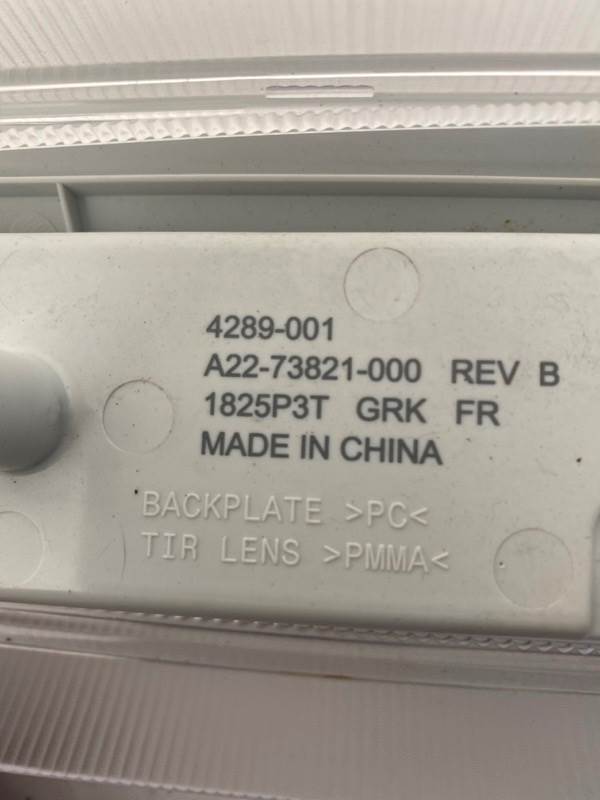 4289-001
A22-73821-000 REV B
1825P3T GRK FR
MADE IN CHINA
BACKPLATE >PC<
TIR LENS >PMMA<